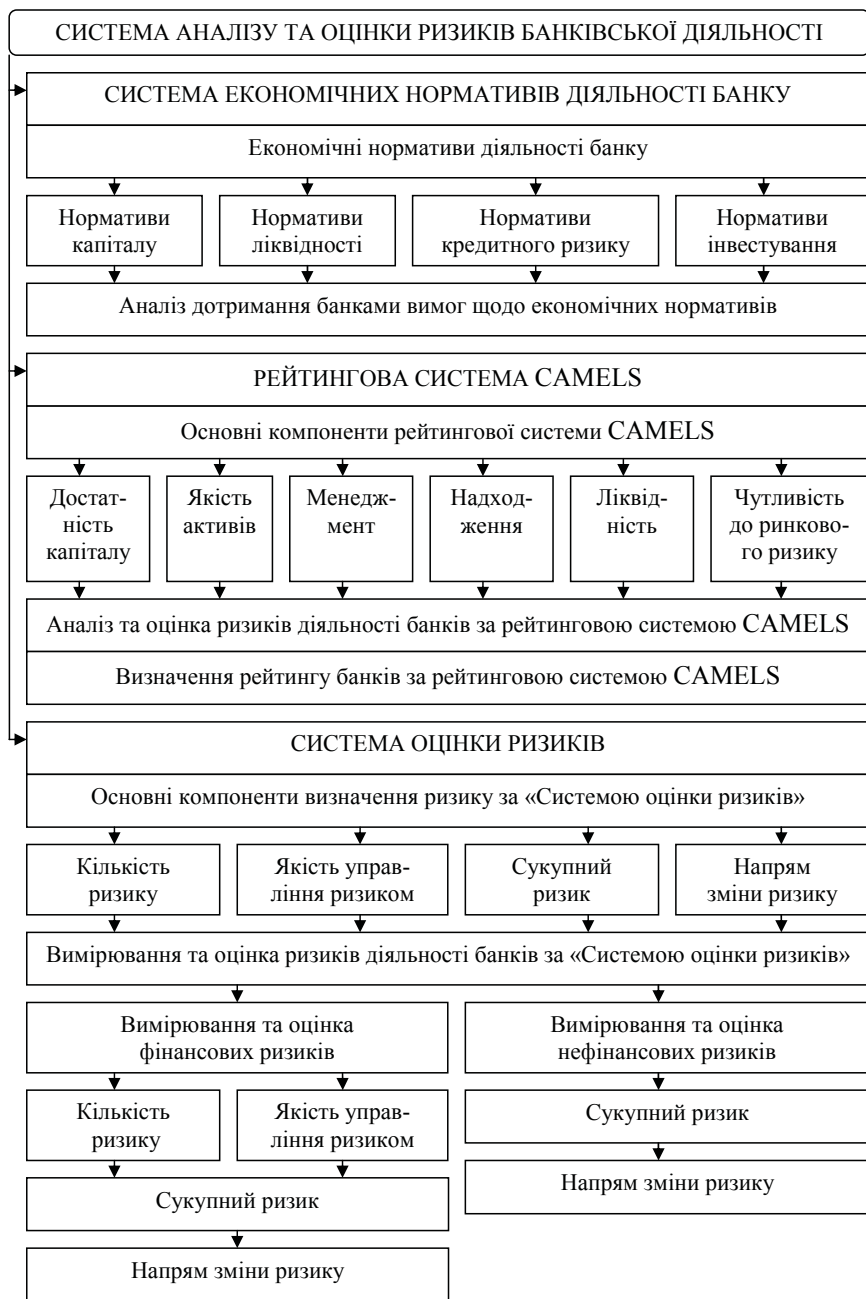 СИСТЕМА АНАЛІЗУ ТА ОЦІНКИ РИЗИКІВ БАНКІВСЬКОЇ ДІЯЛЬНОСТІ
СИСТЕМА ЕКОНОМІЧНИХ НОРМАТИВІВ ДІЯЛЬНОСТІ БАНКУ
Економічні нормативи діяльності банку
Нормативи
капіталу
Нормативи
ліквідності
Нормативи
кредитного ризику
Нормативи
інвестування
Аналіз дотримання банками вимог щодо економічних нормативів
РЕЙТИНГОВА СИСТЕМА CAMELS
Основні компоненти рейтингової системи CAMELS
Достат-
ність
капіталу
Якість
активів
Менедж-
мент
Надход-
ження
Ліквід-
ність
Чутливість
до ринково-
го ризику
Аналіз та оцінка ризиків діяльності банків за рейтинговою системою CAMELS
Визначення рейтингу банків за рейтинговою системою CAMELS
СИСТЕМА ОЦІНКИ РИЗИКІВ
Основні компоненти визначення ризику за «Системою оцінки ризиків»
Кількість
ризику
Якість управ-
ління ризиком
Сукупний
ризик
Напрям
зміни ризику
Вимірювання та оцінка ризиків діяльності банків за «Системою оцінки ризиків»
Вимірювання та оцінка
фінансових ризиків
Вимірювання та оцінка
нефінансових ризиків
Кількість
ризику
Якість управ-
ління ризиком
Сукупний ризик
Напрям зміни ризику
Сукупний ризик
Напрям зміни ризику